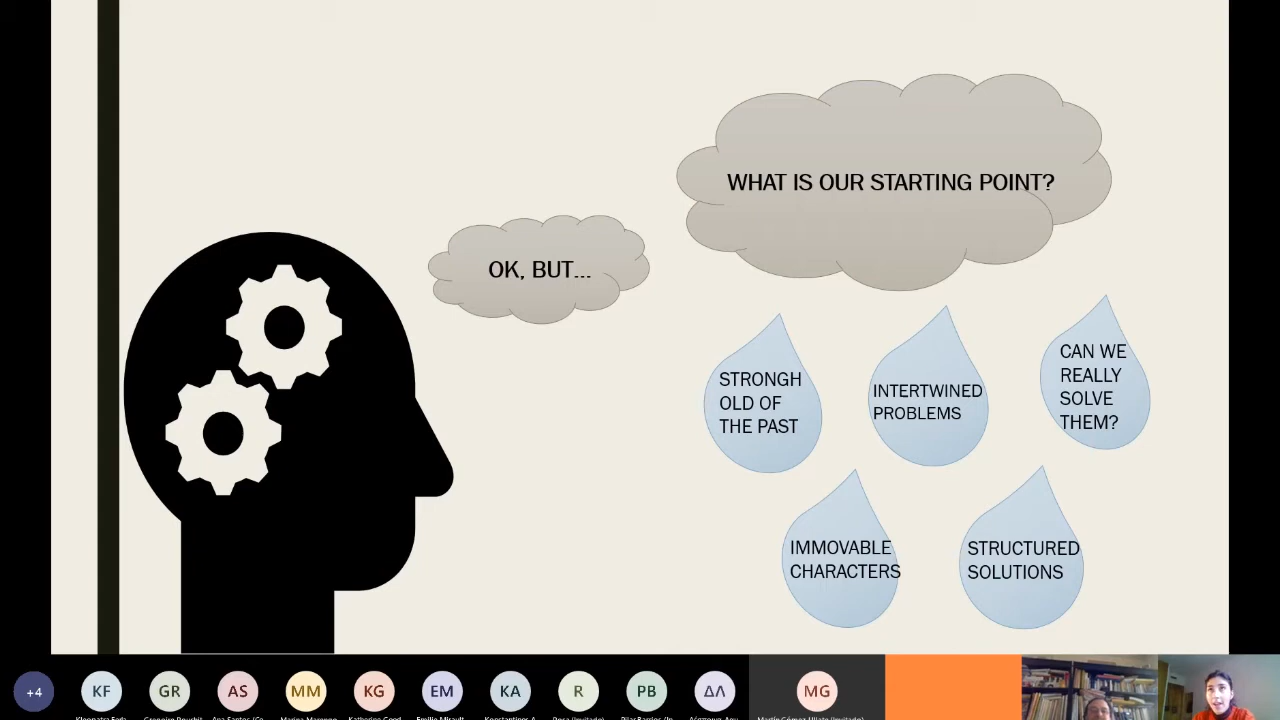 WHAT IS OUR STARTING POINT?
OK, BUT...
STRONGH
OLD OF
THE PAST
INTERTWINED
PROBLEMS
CAN WE
REALLY
SOLVE
THEM?
IMMOVABLE
CHARACTERS
STRUCTURED
SOLUTIONS
+4
KF
GR
AS
MM
KG
EM
KA
R
PB
ΔΛ
MG